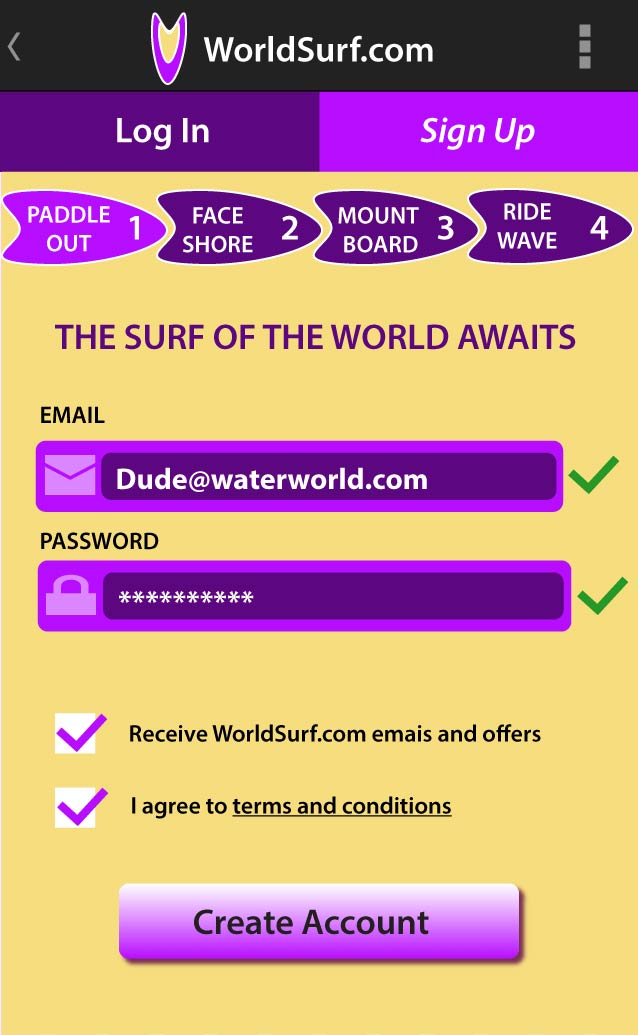 WorldSurf.com
Log In
Sign Up
PADDLE
OUT
1
FACE
SHORE
2
MOUNT
BOARD
3
RIDE
WAVE
4
THE SURF OF THE WORLD AWAITS
EMAIL
Dude@waterworld.com
PASSWORD
**********
Receive WorldSurf.com emais and offers
I agree to terms and conditions
Create Account